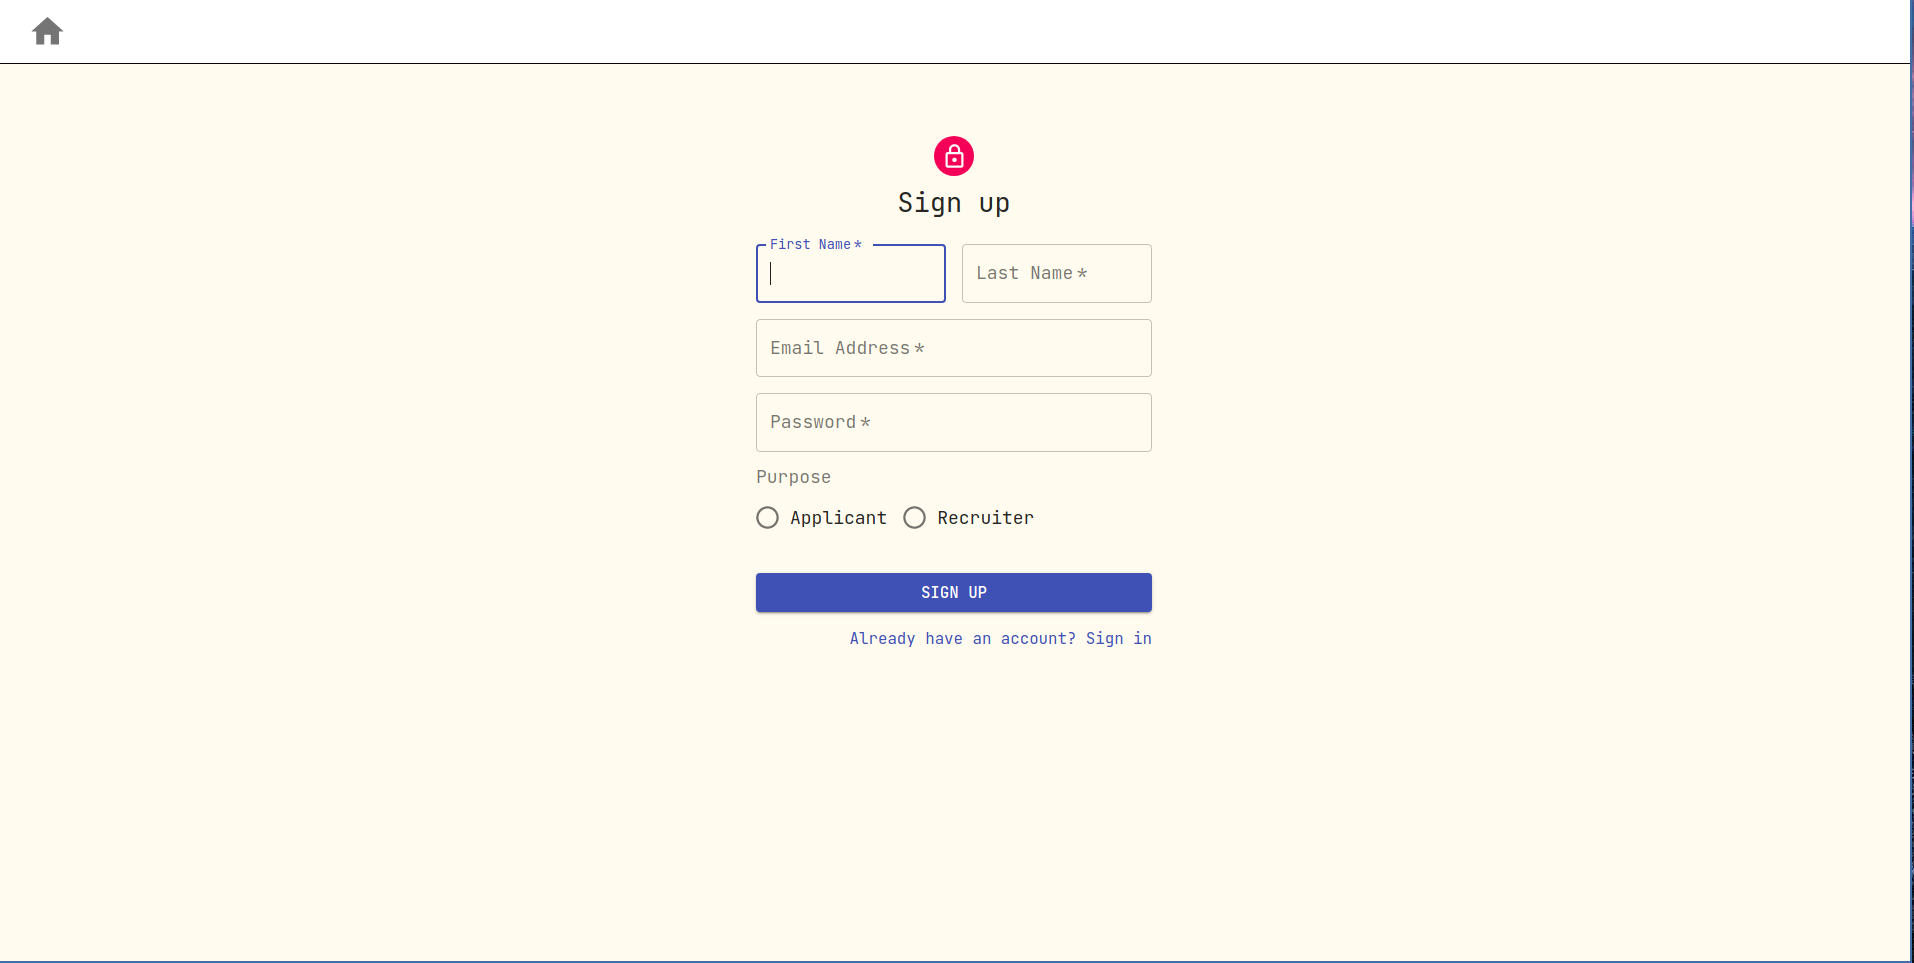 Sign up
First Name *
Last Name *
Email Address *
Password *
Purpose
Applicant Recruiter
SIGN UP
Already have an account? Sign in